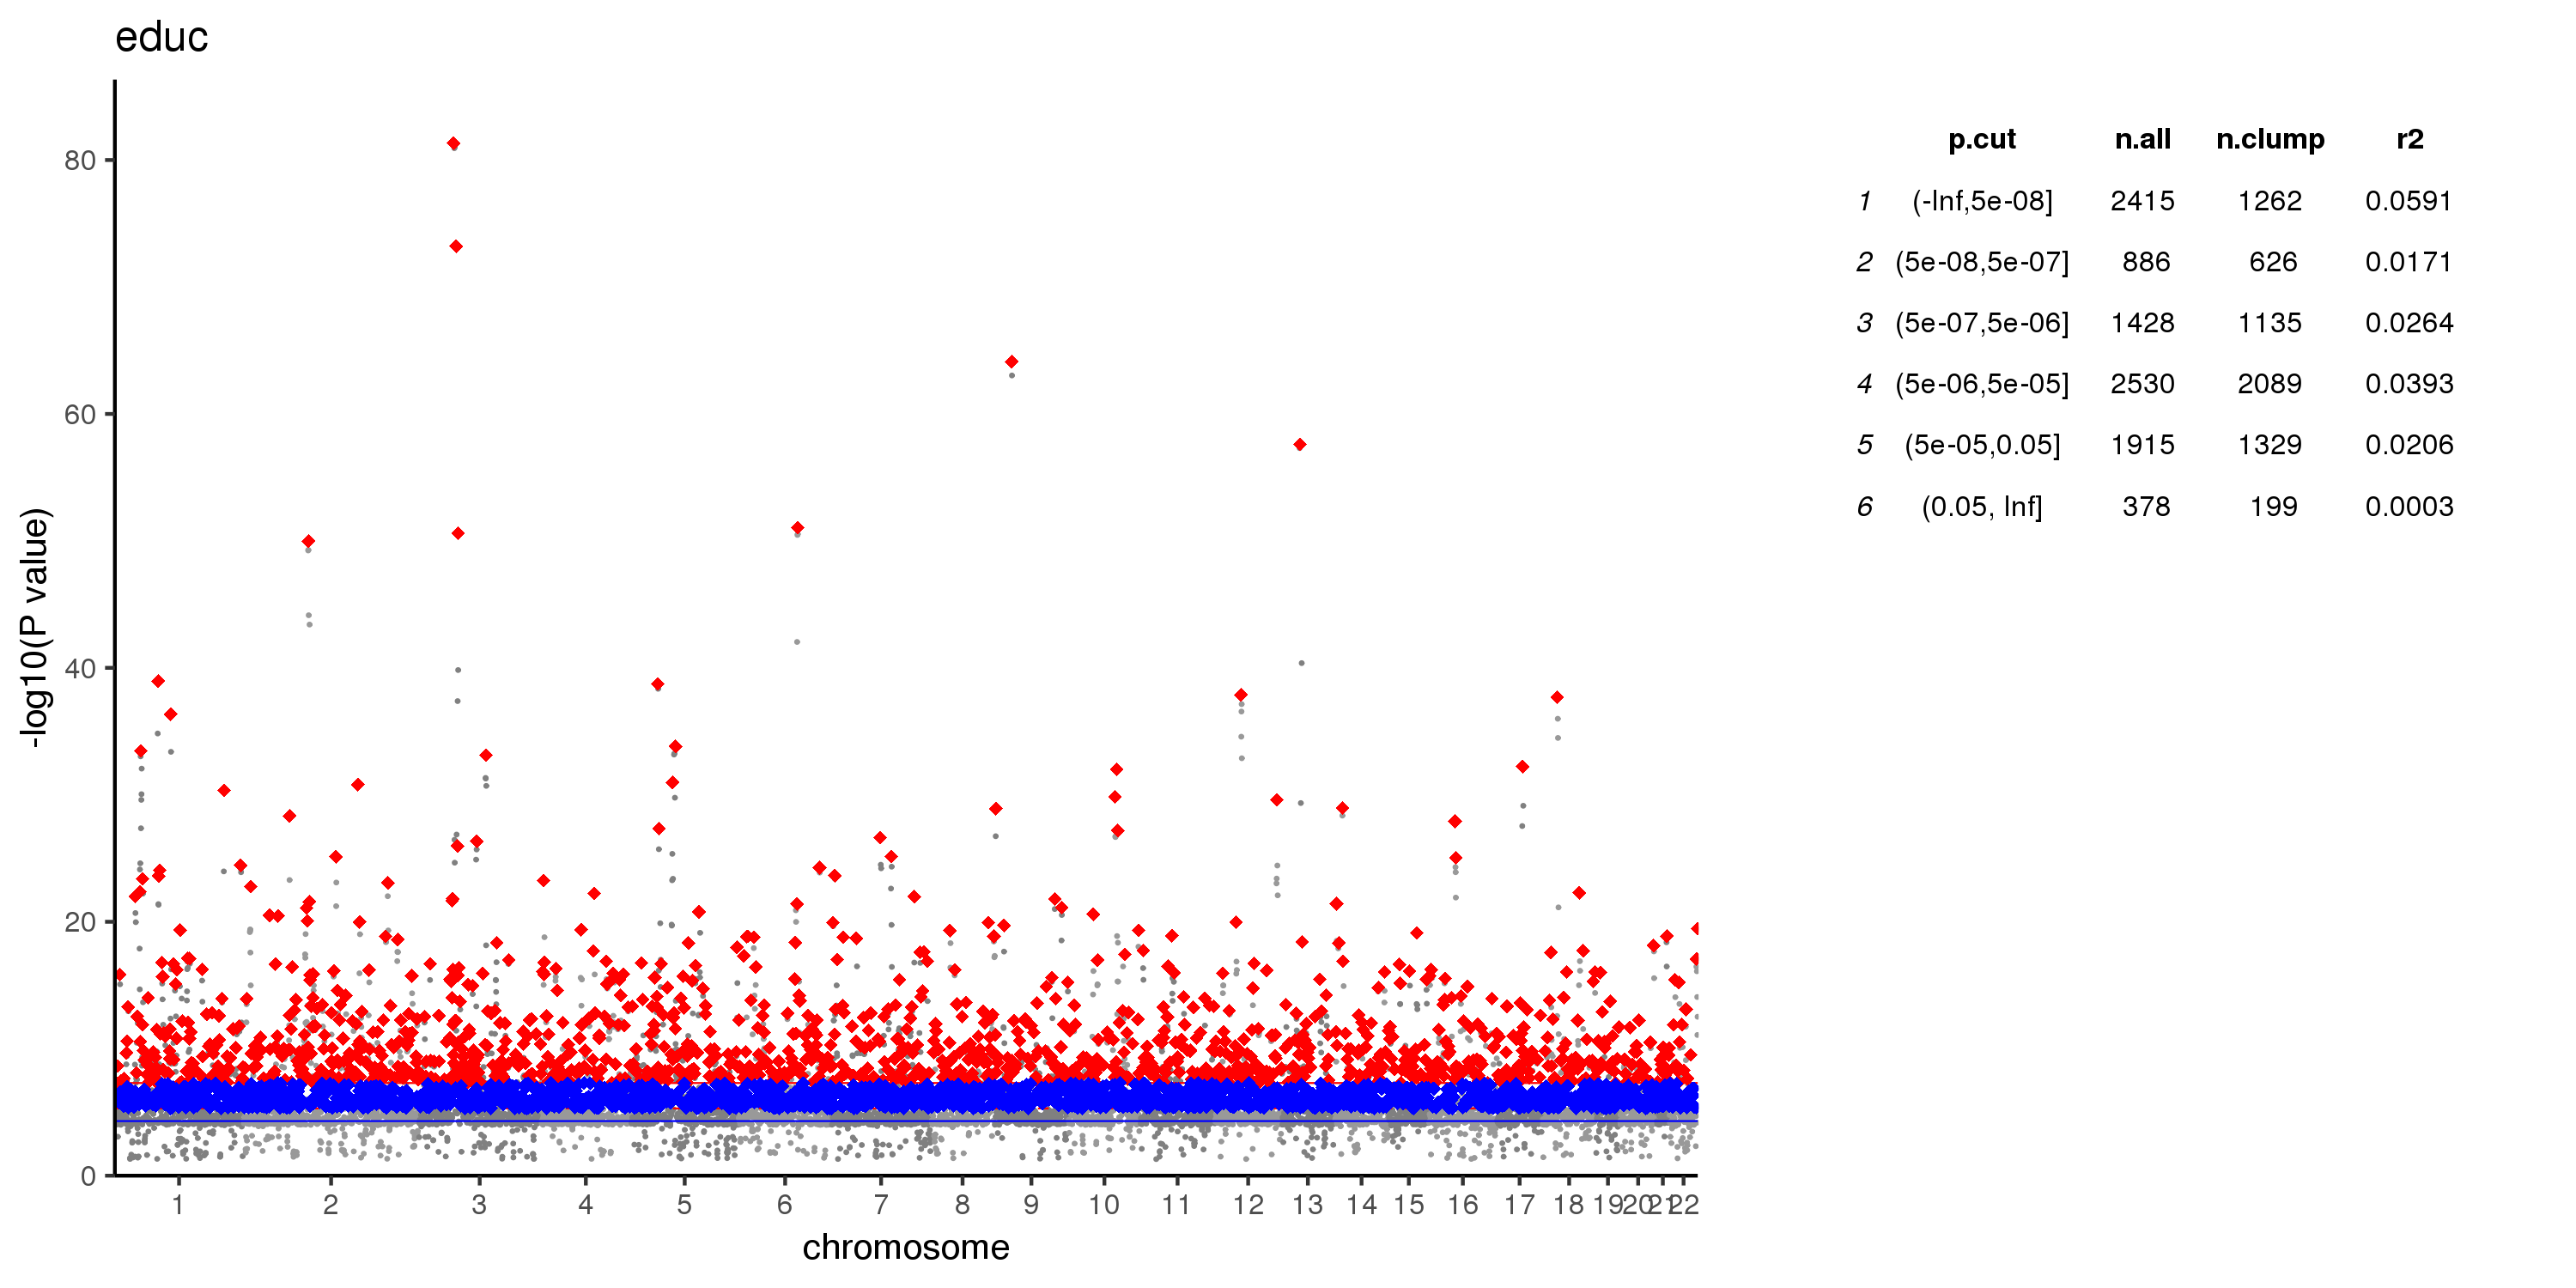 educ
80
60
40
20
0
-log10(P value)
1 2 3 4 5 6 7 8 9 10 11 12 13 14 15 16 17 18 19 20 21 22
chromosome
p.cut n.all n.clump r2
1 (-Inf,5e-08] 2415 1262 0.0591
2 (5e-08,5e-07] 886 626 0.0171
3 (5e-07,5e-06] 1428 1135 0.0264
4 (5e-06,5e-05] 2530 2089 0.0393
5 (5e-05,0.05] 1915 1329 0.0206
6 (0.05, Inf] 378 199 0.0003